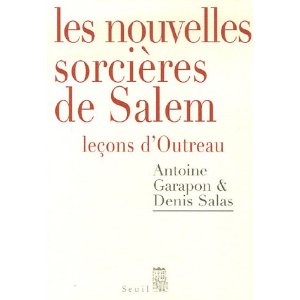 les nouvelles
sorcières
de Salem
leçons d'Outreau
Antoine
Garapon &
Denis Salas
Seuil